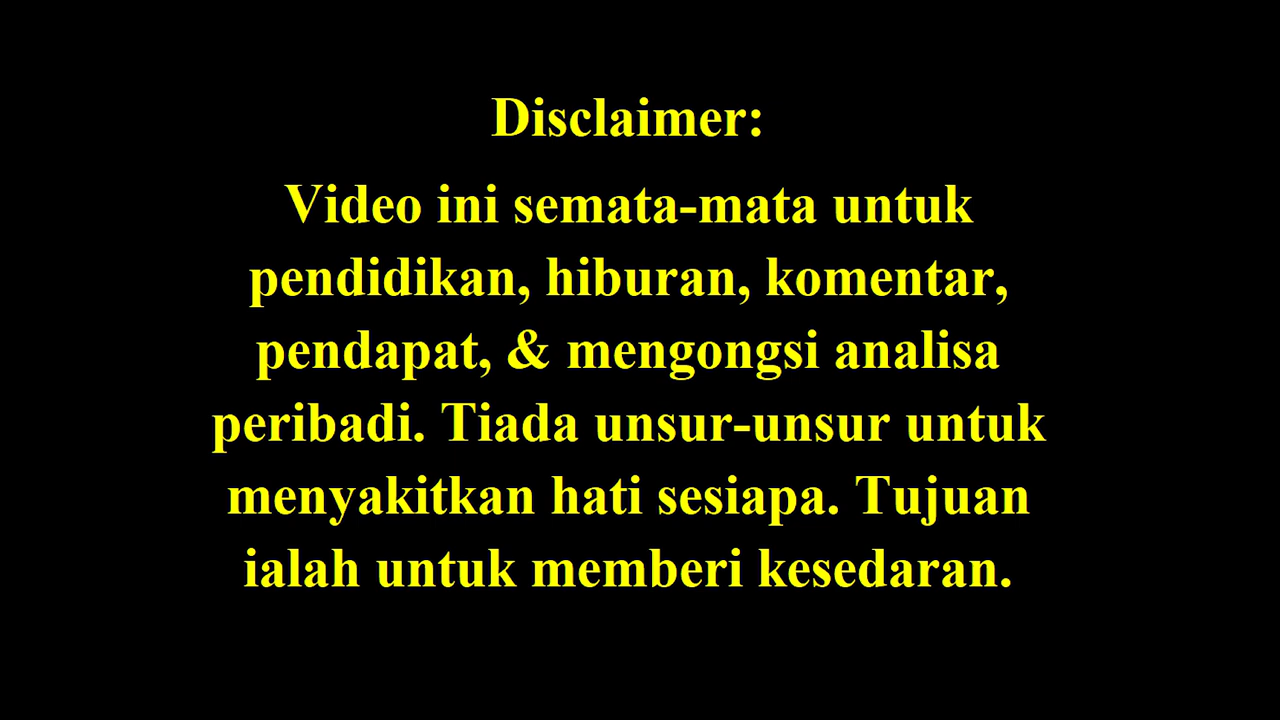 Disclaimer:
Video ini semata-mata untuk
pendidikan, hiburan, komentar,
pendapat, & mengongsi analisa
peribadi. Tiada unsur-unsur untuk
menyakitkan hati sesiapa. Tujuan
ialah untuk memberi kesedaran.